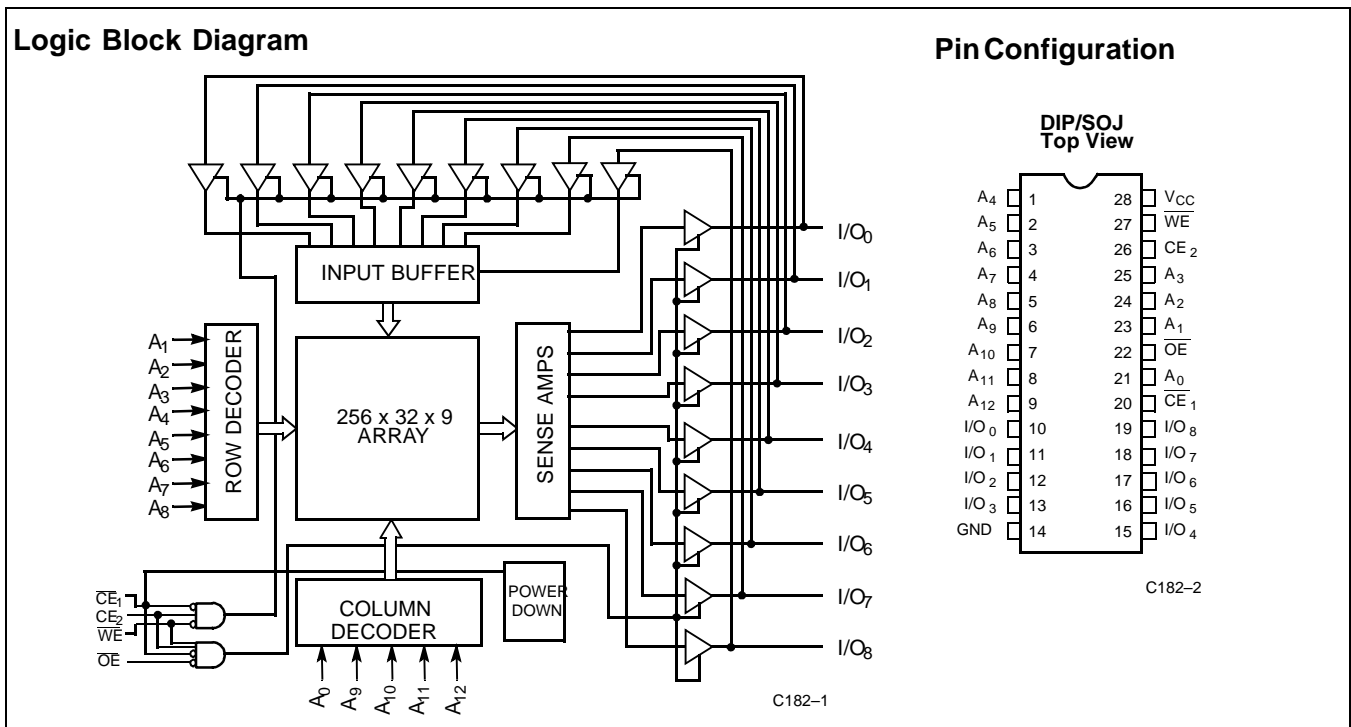 Logic Block Diagram
INPUT BUFFER
A1
A2
A3
A4
A5
A6
A7
A8
ROW DECODER
256 x 32 x 9
ARRAY
SENSE AMPS
I/O0
I/O1
I/O2
I/O3
I/O4
I/O5
I/O6
I/O7
I/O8
CE1
CE2
WE
OE
COLUMN
DECODER
POWER
DOWN
A0
A9
A10
A11
A12
C182–1
Pin Configuration
DIP/SOJ
Top View
A4 1 28 VCC
A5 2 27 WE
A6 3 26 CE2
A7 4 25 A3
A8 5 24 A2
A9 6 23 A1
A10 7 22 OE
A11 8 21 A0
A12 9 20 CE1
I/O0 10 19 I/O8
I/O1 11 18 I/O7
I/O2 12 17 I/O6
I/O3 13 16 I/O5
GND 14 15 I/O4
C182–2